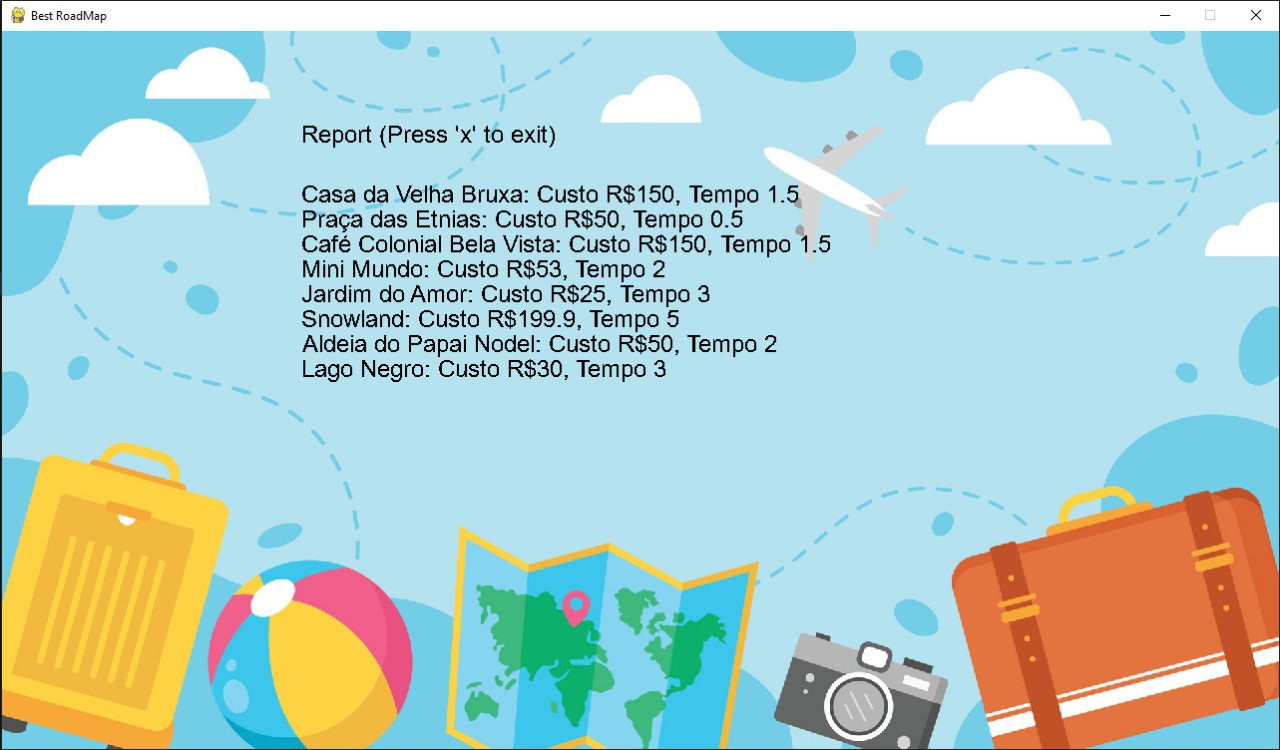 Best RoadMap
Report (Press 'x' to exit)
Casa da Velha Bruxa: Custo R$150, Tempo 1.5
Praça das Etnias: Custo R$50, Tempo 0.5
Café Colonial Bela Vista: Custo R$150, Tempo 1.5
Mini Mundo: Custo R$53, Tempo 2
Jardim do Amor: Custo R$25, Tempo 3
Snowland: Custo R$199.9, Tempo 5
Aldeia do Papai Nodel: Custo R$50, Tempo 2
Lago Negro: Custo R$30, Tempo 3